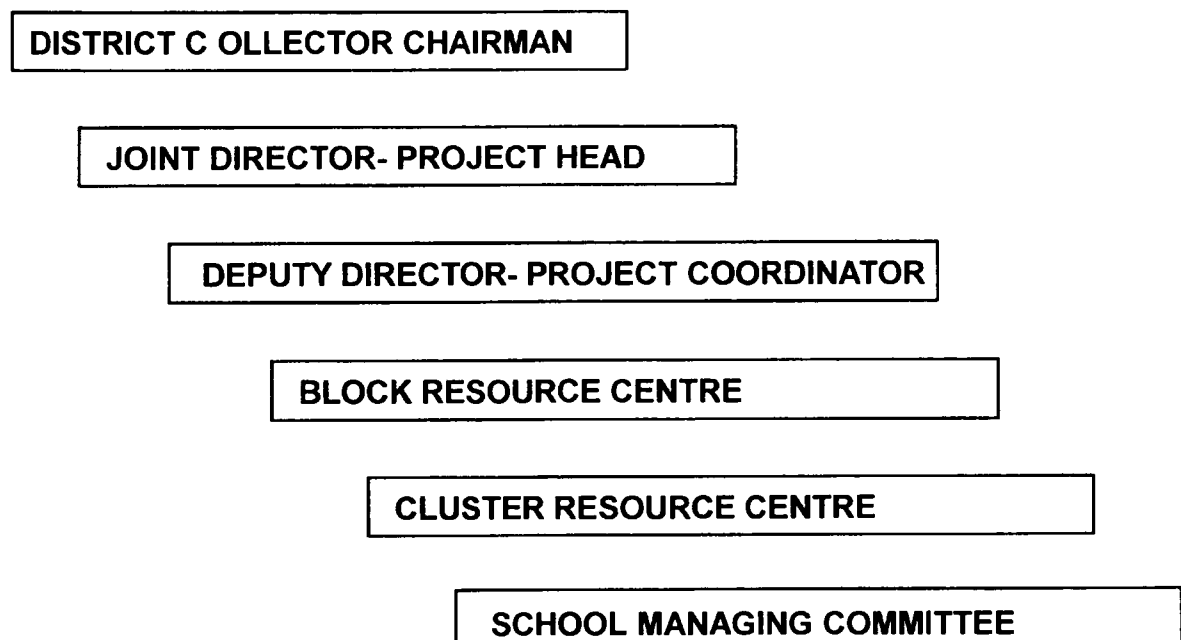 DISTRICT C OLLECTOR CHAIRMAN
JOINT DIRECTOR- PROJECT HEAD
DEPUTY DIRECTOR- PROJECT COORDINATOR
BLOCK RESOURCE CENTRE
CLUSTER RESOURCE CENTRE
SCHOOL MANAGING COMMITTEE